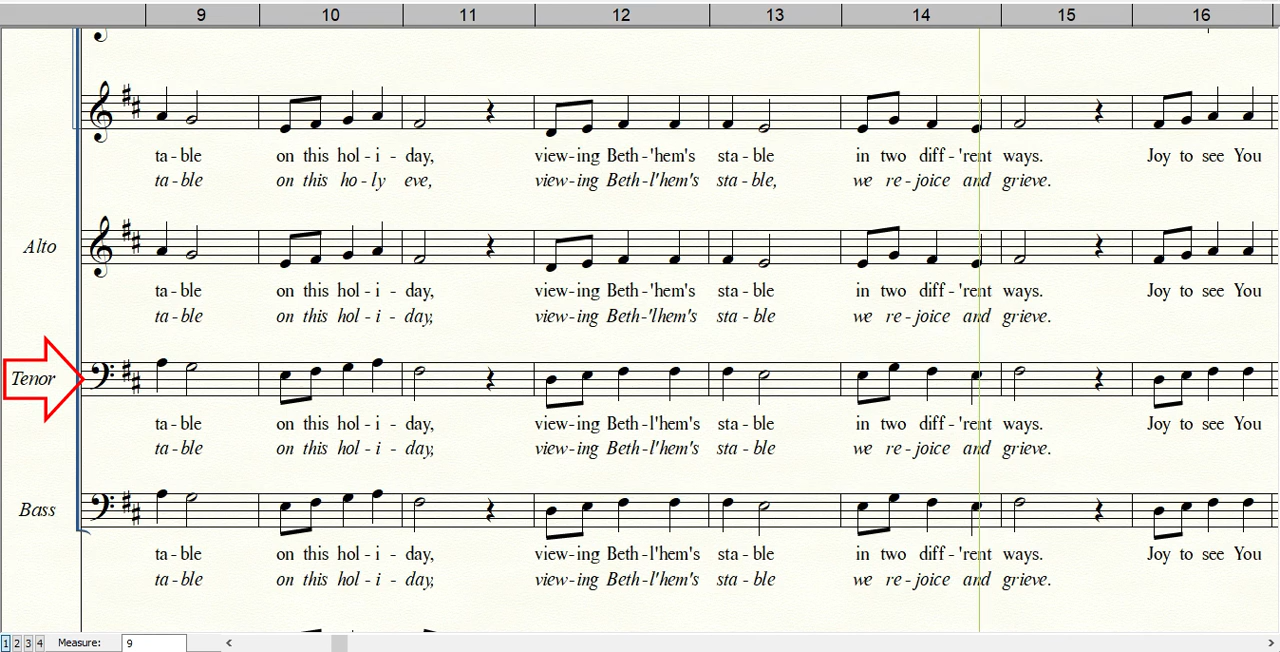 9 10 11 12 13 14 15 16
ta - ble on this hol - i - day, view-ing Beth-'hem's sta - ble in two diff-'rent ways. Joy to see You
ta - ble on this ho - ly eve, view-ing Beth-l'hem's sta - ble, we re - joice and grieve.
Alto
ta - ble on this hol - i - day, view-ing Beth-'hem's sta - ble in two diff-'rent ways. Joy to see You
ta - ble on this hol - i - day, view-ing Beth-'lhem's sta - ble we re - joice and grieve.
Tenor
ta - ble on this hol - i - day, view-ing Beth-l'hem's sta - ble in two diff-'rent ways. Joy to see You
ta - ble on this hol - i - day, view-ing Beth-l'hem's sta - ble we re - joice and grieve.
Bass
ta - ble on this hol - i - day, view-ing Beth-l'hem's sta - ble in two diff-'rent ways. Joy to see You
ta - ble on this hol - i - day, view-ing Beth-l'hem's sta - ble we re - joice and grieve.
1 2 3 4 Measure: 9